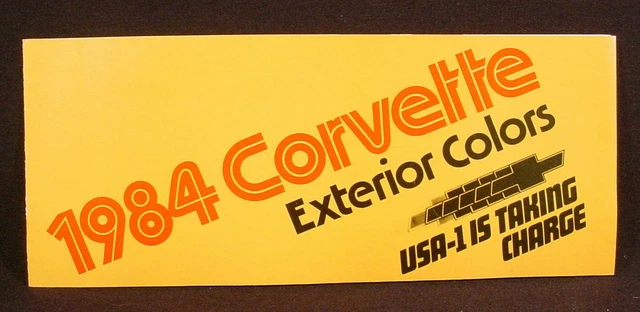 1984 Corvette
Exterior Colors
USA-1 IS TAKING
CHARGE